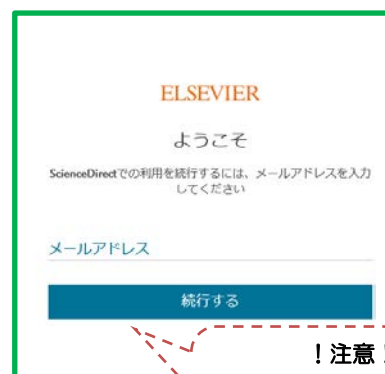 ELSEVIER
ようこそ
ScienceDirectでの利用を続行するには、メールアドレスを入力
してください
メールアドレス
続行する
！注意！